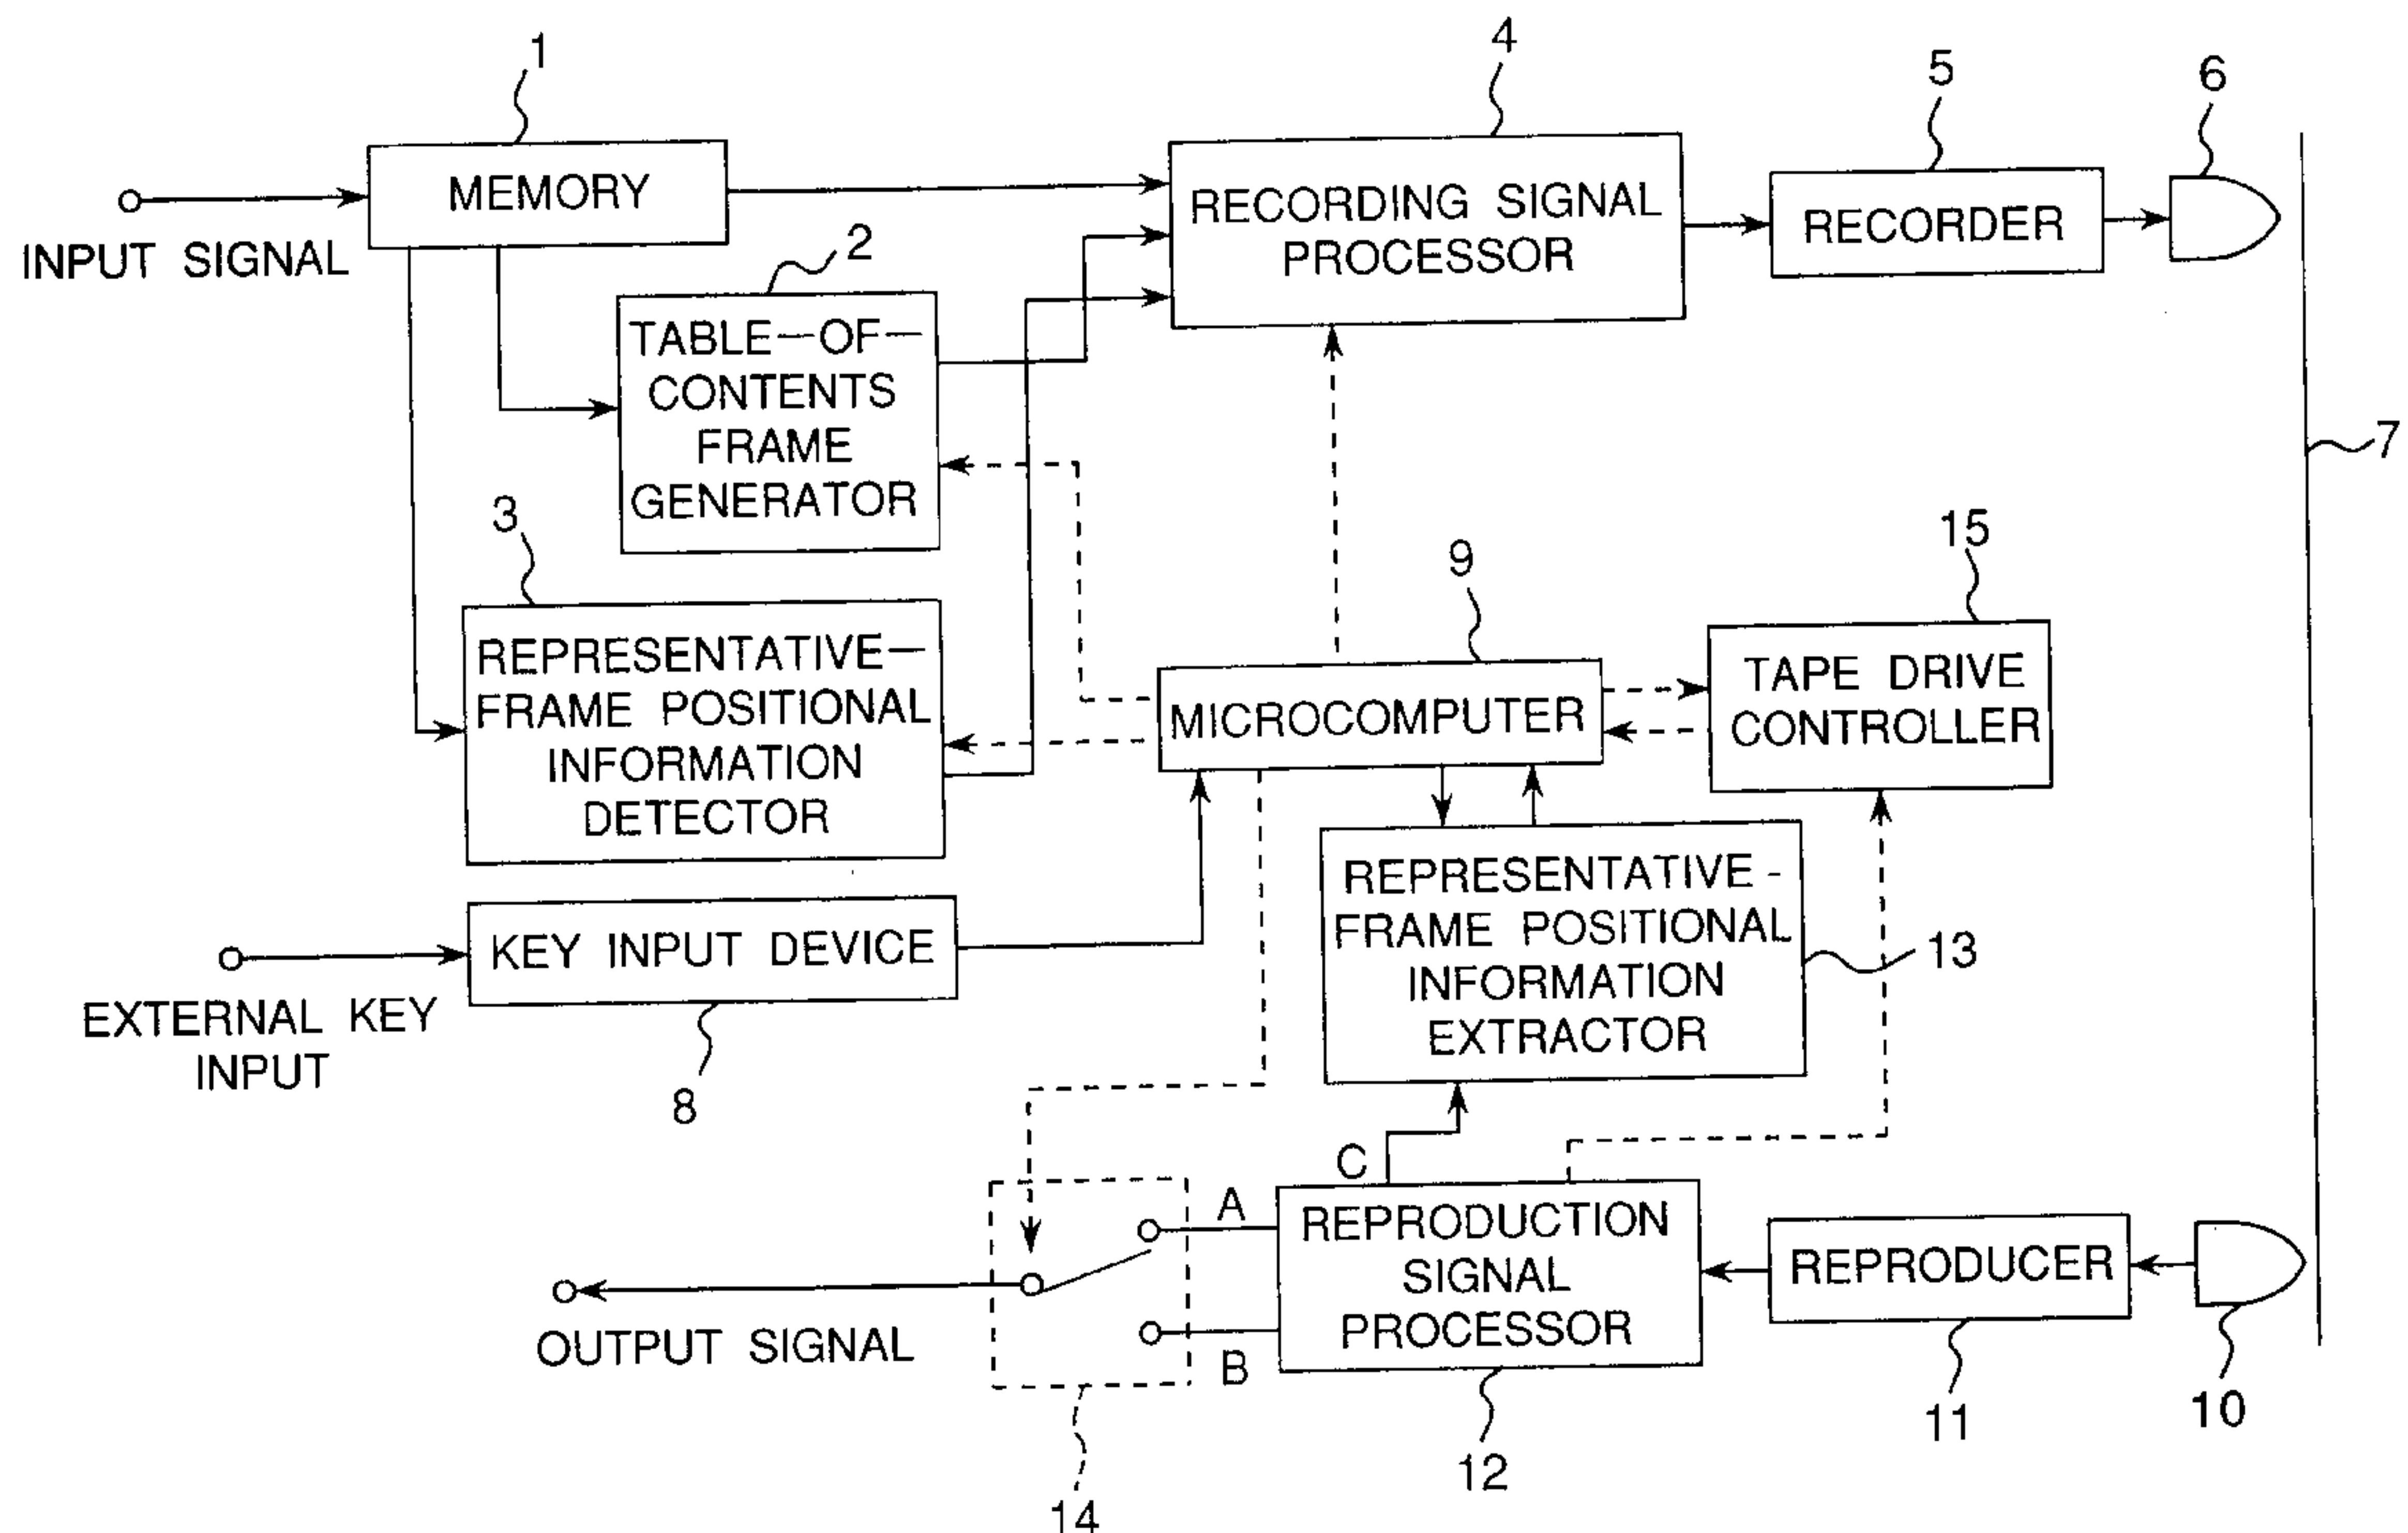 1
4
5
6
MEMORY
INPUT SIGNAL
RECORDING SIGNAL
PROCESSOR
RECORDER
2
TABLE—OF—
CONTENTS
FRAME
GENERATOR
7
3
REPRESENTATIVE—
FRAME POSITIONAL
INFORMATION
DETECTOR
9
MICROCOMPUTER
15
TAPE DRIVE
CONTROLLER
KEY INPUT DEVICE
EXTERNAL KEY
INPUT
8
REPRESENTATIVE-
FRAME POSITIONAL
INFORMATION
EXTRACTOR
13
C
A
B
REPRODUCTION
SIGNAL
PROCESSOR
REPRODUCER
OUTPUT SIGNAL
14
12
11
10